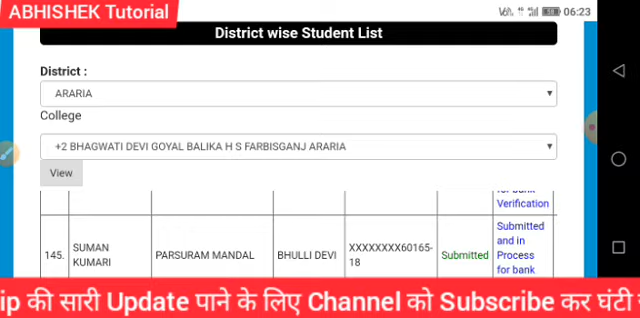 ABHISHEK Tutorial
06:23
District wise Student List
District :
ARARIA
College
+2 BHAGWATI DEVI GOYAL BALIKA H S FARBISGANJ ARARIA
View
for Bank
Verification
145.
SUMAN
KUMARI
PARSURAM MANDAL
BHULLI DEVI
XXXXXXXX60165-
18
Submitted
Submitted
and in
Process
for bank
ip की सारी Update पाने के लिए Channel को Subscribe कर घंटी